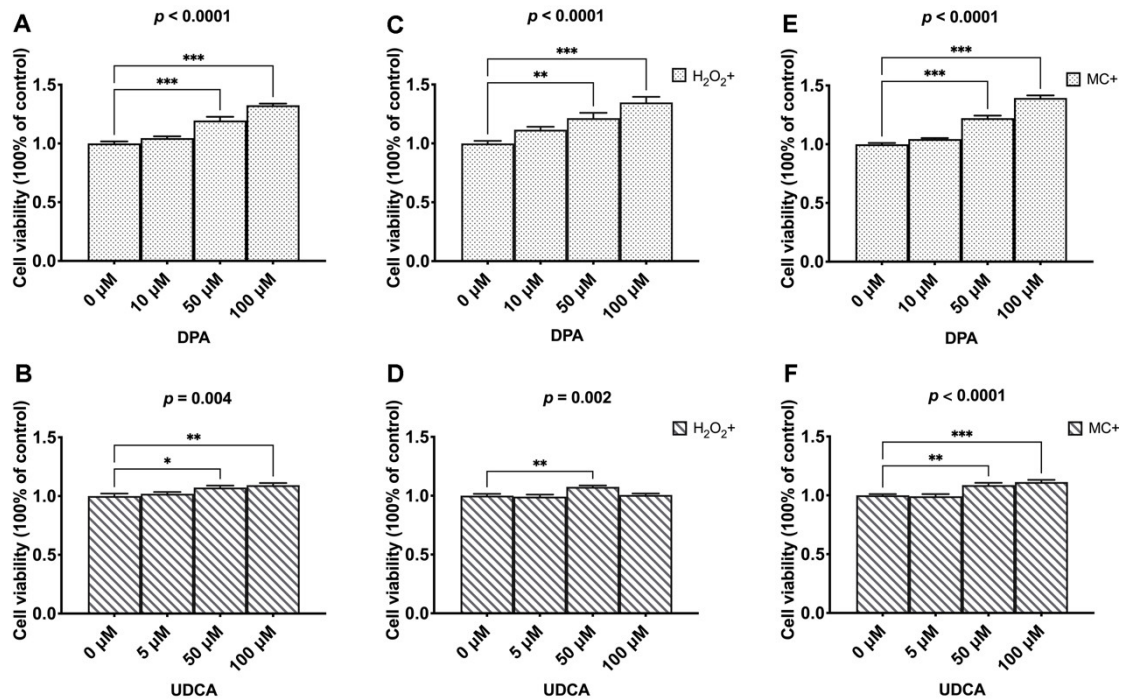 A
p < 0.0001
***
***
Cell viability (100% of control)
1.5
1.0
0.5
0.0
0 µM
10 µM
50 µM
100 µM
DPA
C
p < 0.0001
***
**
H₂O₂+
Cell viability (100% of control)
1.5
1.0
0.5
0.0
0 µM
10 µM
50 µM
100 µM
DPA
E
p < 0.0001
***
***
MC+
Cell viability (100% of control)
1.5
1.0
0.5
0.0
0 µM
10 µM
50 µM
100 µM
DPA
B
p = 0.004
**
*
Cell viability (100% of control)
1.5
1.0
0.5
0.0
0 µM
5 µM
50 µM
100 µM
UDCA
D
p = 0.002
**
H₂O₂+
Cell viability (100% of control)
1.5
1.0
0.5
0.0
0 µM
5 µM
50 µM
100 µM
UDCA
F
p < 0.0001
***
**
MC+
Cell viability (100% of control)
1.5
1.0
0.5
0.0
0 µM
5 µM
50 µM
100 µM
UDCA